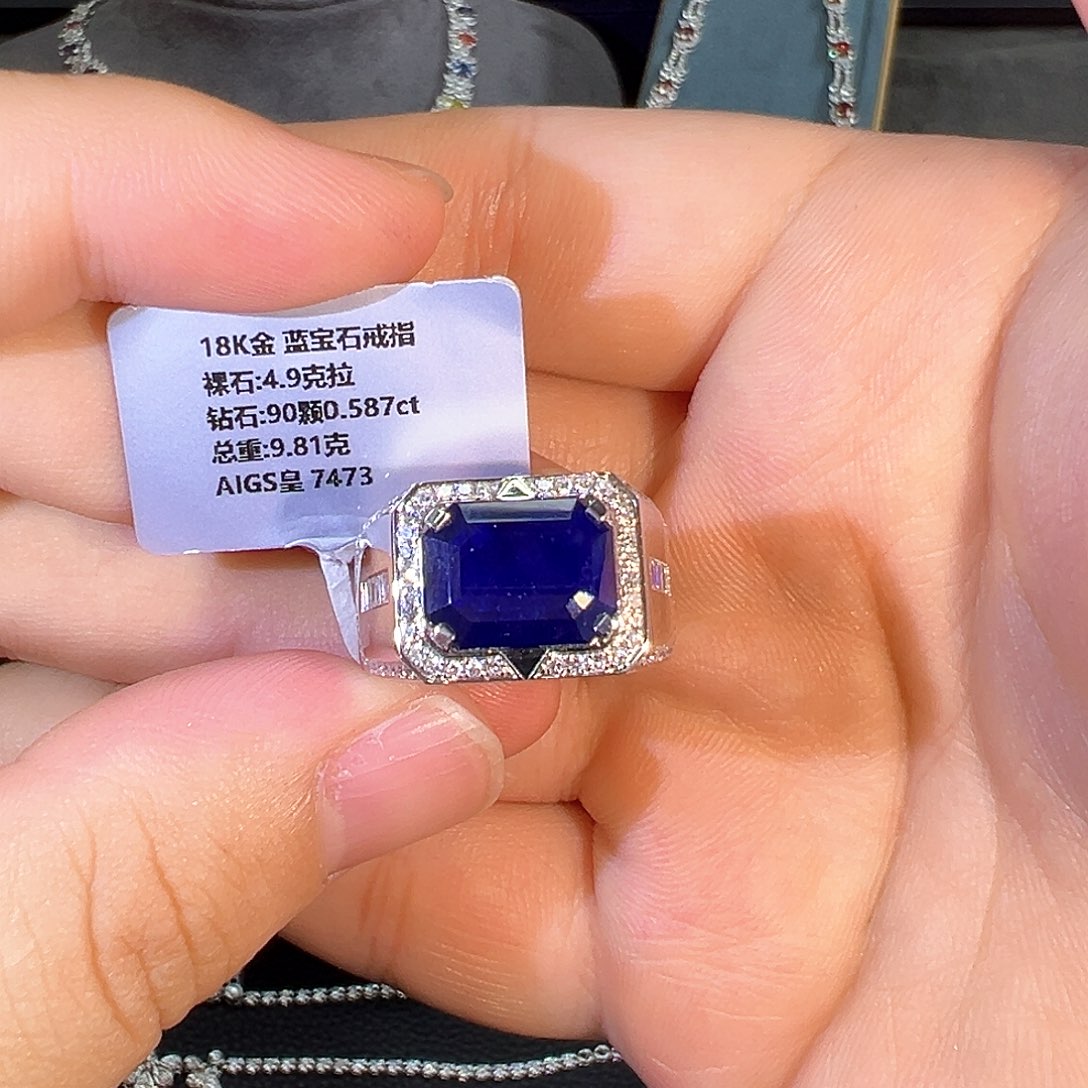 18K金 蓝宝石戒指
裸石:4.9克拉
钻石:90颗0.587ct
总重:9.81克
AIGS皇 7473